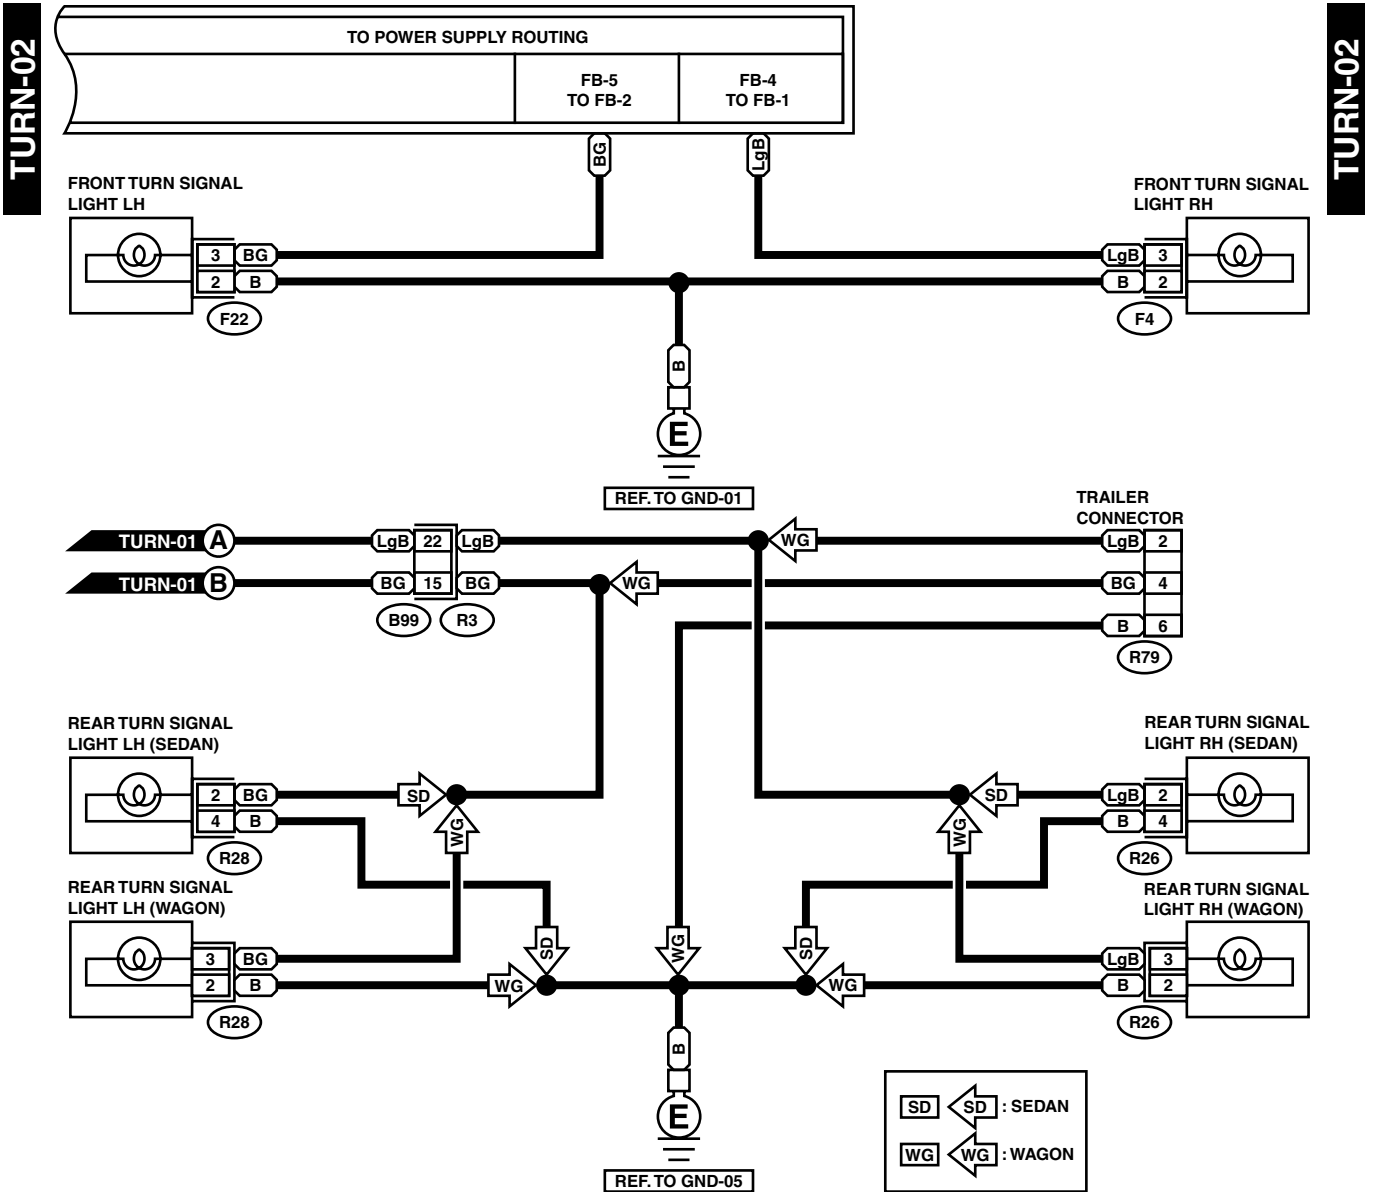 TURN-02
TURN-02
TO POWER SUPPLY ROUTING
FB-5
TO FB-2
FB-4
TO FB-1
BG
LgB
FRONT TURN SIGNAL
LIGHT LH
3 BG
2 B
F22
FRONT TURN SIGNAL
LIGHT RH
LgB 3
B 2
F4
B
E
REF. TO GND-01
TURN-01 A
LgB 22 LgB
WG
TURN-01 B
BG 15 BG
WG
B99
R3
TRAILER
CONNECTOR
LgB 2
BG 4
B 6
R79
REAR TURN SIGNAL
LIGHT LH (SEDAN)
2 BG
4 B
R28
SD
WG
REAR TURN SIGNAL
LIGHT RH (SEDAN)
SD
WG
LgB 2
B 4
R26
REAR TURN SIGNAL
LIGHT LH (WAGON)
3 BG
2 B
R28
WG
SD
WG
SD
WG
REAR TURN SIGNAL
LIGHT RH (WAGON)
LgB 3
B 2
R26
B
E
REF. TO GND-05
SD SD : SEDAN
WG WG : WAGON